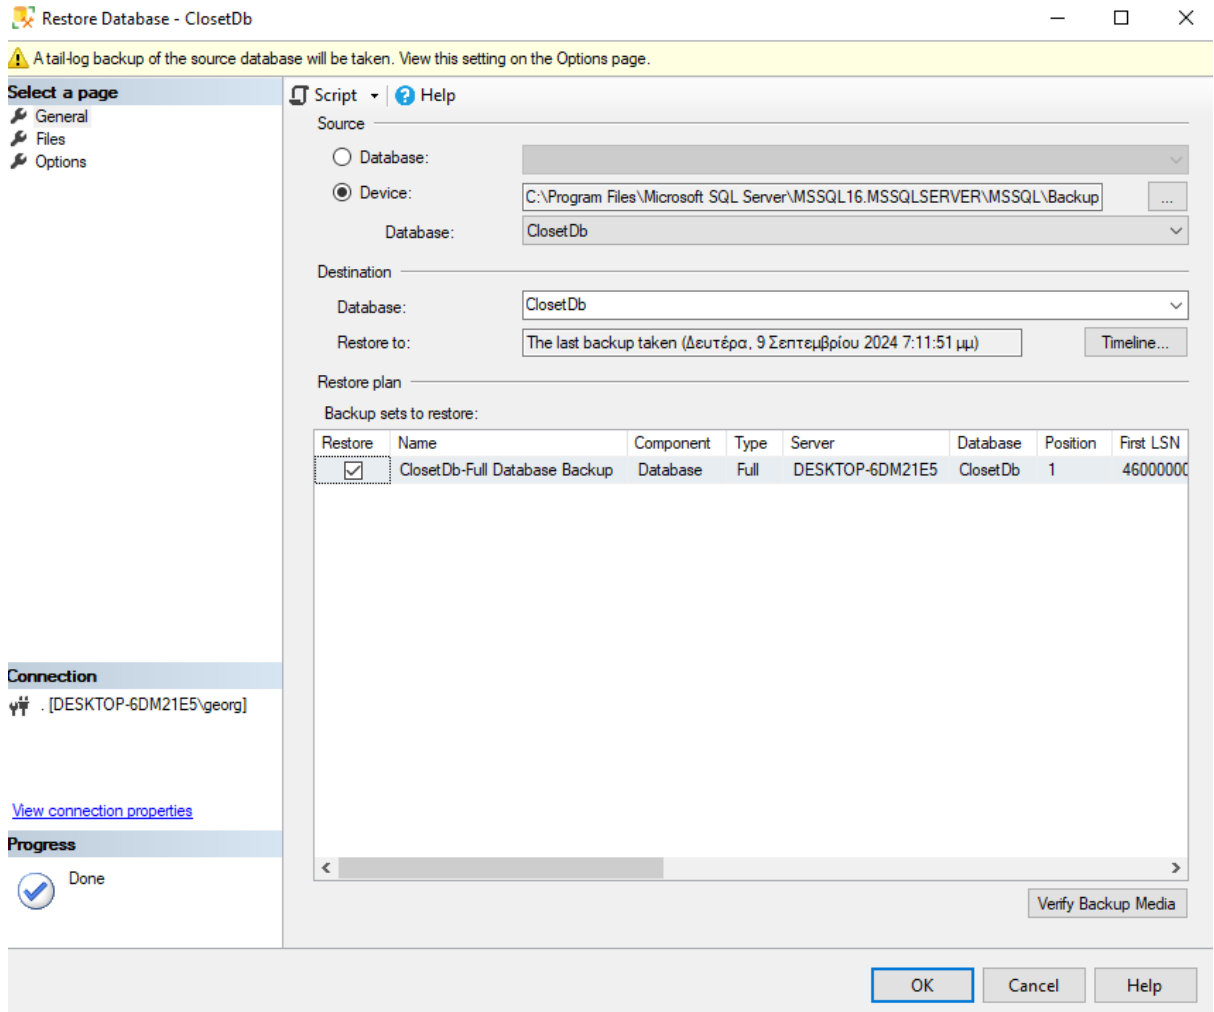 Restore Database - ClosetDb
A tail-log backup of the source database will be taken. View this setting on the Options page.
Select a page
General
Files
Options
Script
Help
Source
Database:
Device:
C:\Program Files\Microsoft SQL Server\MSSQL16.MSSQLSERVER\MSSQL\Backup
...
Database:
ClosetDb
Destination
Database:
ClosetDb
Restore to:
The last backup taken (Δευτέρα, 9 Σεπτεμβρίου 2024 7:11:51 μμ)
Timeline...
Restore plan
Backup sets to restore:
Restore Name Component Type Server Database Position First LSN
ClosetDb-Full Database Backup Database Full DESKTOP-6DM21E5 ClosetDb 1 46000000
Connection
. [DESKTOP-6DM21E5\georg]
View connection properties
Progress
Done
Verify Backup Media
OK Cancel Help